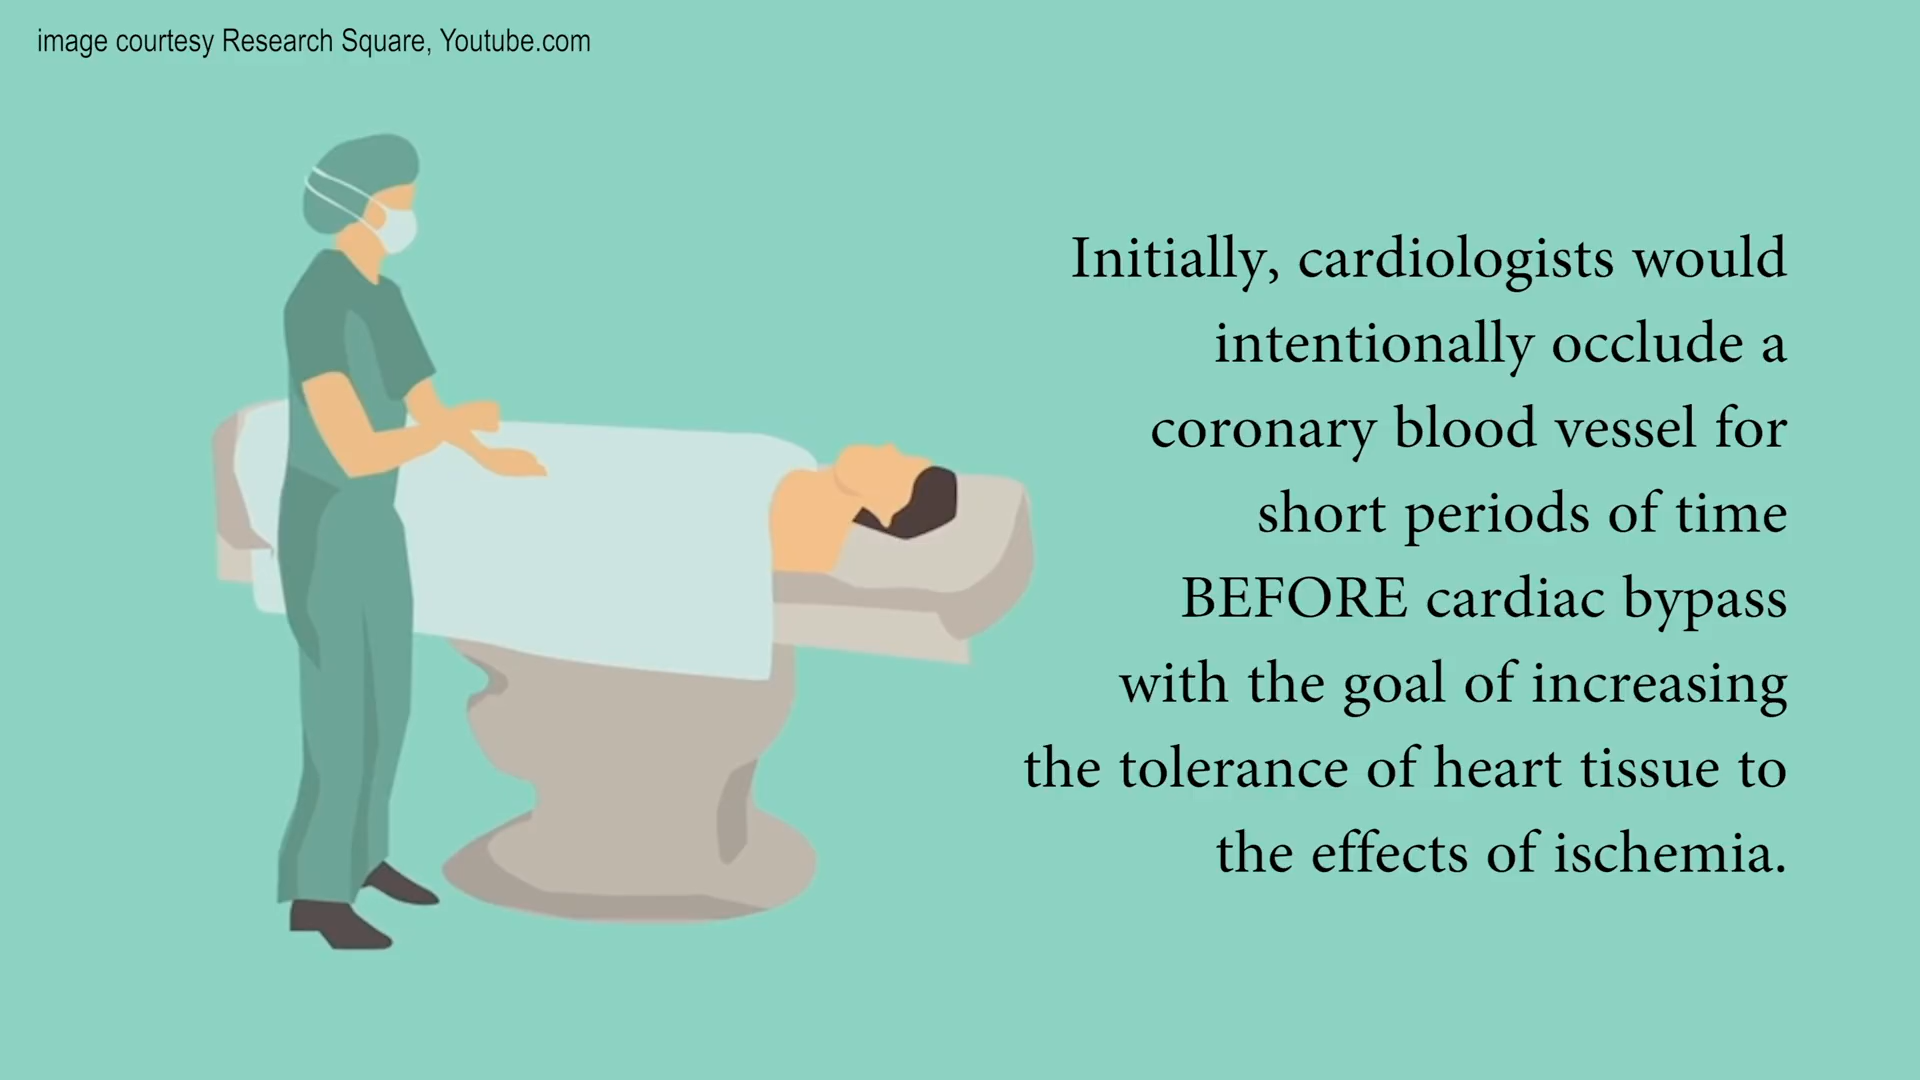 image courtesy Research Square, Youtube.com
Initially, cardiologists would
intentionally occlude a
coronary blood vessel for
short periods of time
BEFORE cardiac bypass
with the goal of increasing
the tolerance of heart tissue to
the effects of ischemia.